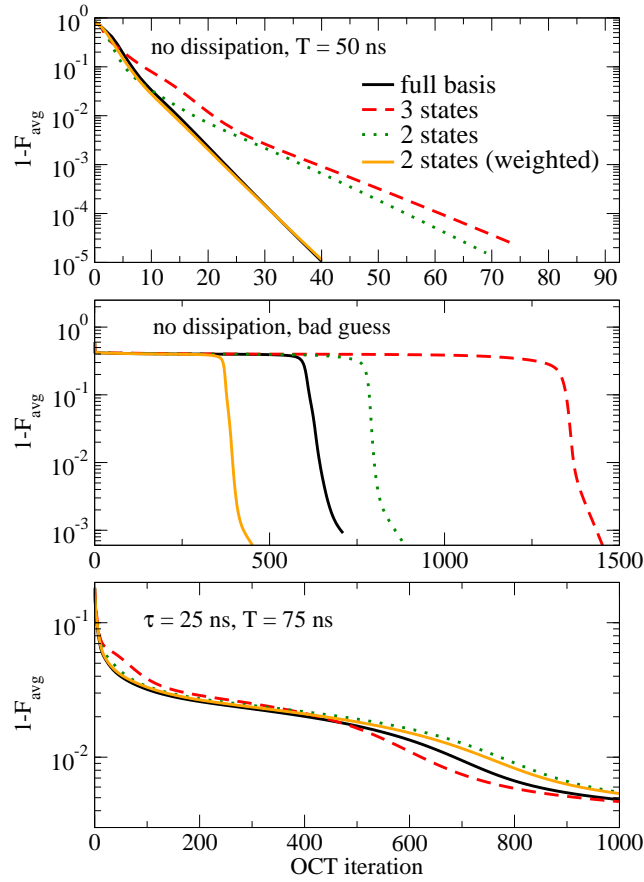 10^0
no dissipation, T = 50 ns
10^-1
full basis
3 states
10^-2
2 states
1-F_avg
2 states (weighted)
10^-3
10^-4
10^-5
0 10 20 30 40 50 60 70 80 90
10^0
no dissipation, bad guess
10^-1
1-F_avg
10^-2
10^-3
0 500 1000 1500
τ = 25 ns, T = 75 ns
10^-1
1-F_avg
10^-2
0 200 400 600 800 1000
OCT iteration